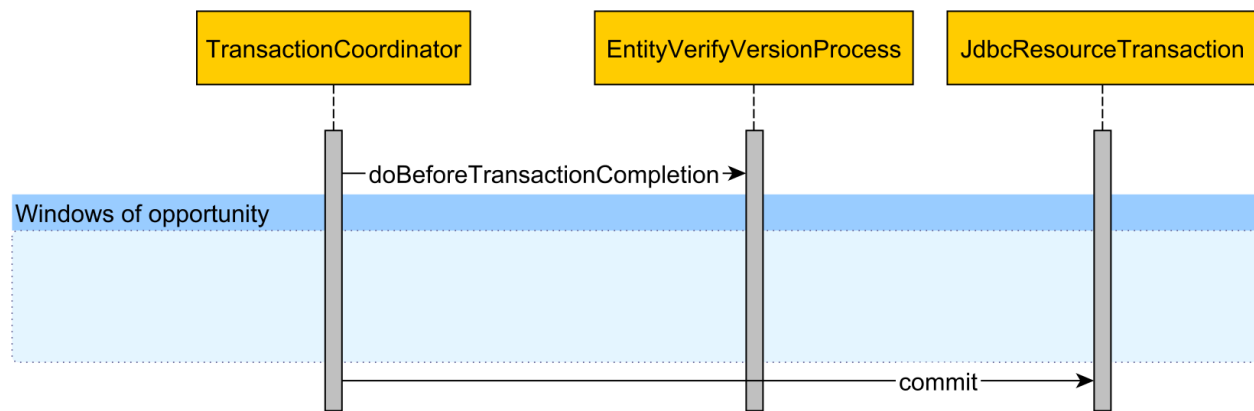 TransactionCoordinator
EntityVerifyVersionProcess
JdbcResourceTransaction
doBeforeTransactionCompletion
Windows of opportunity
commit